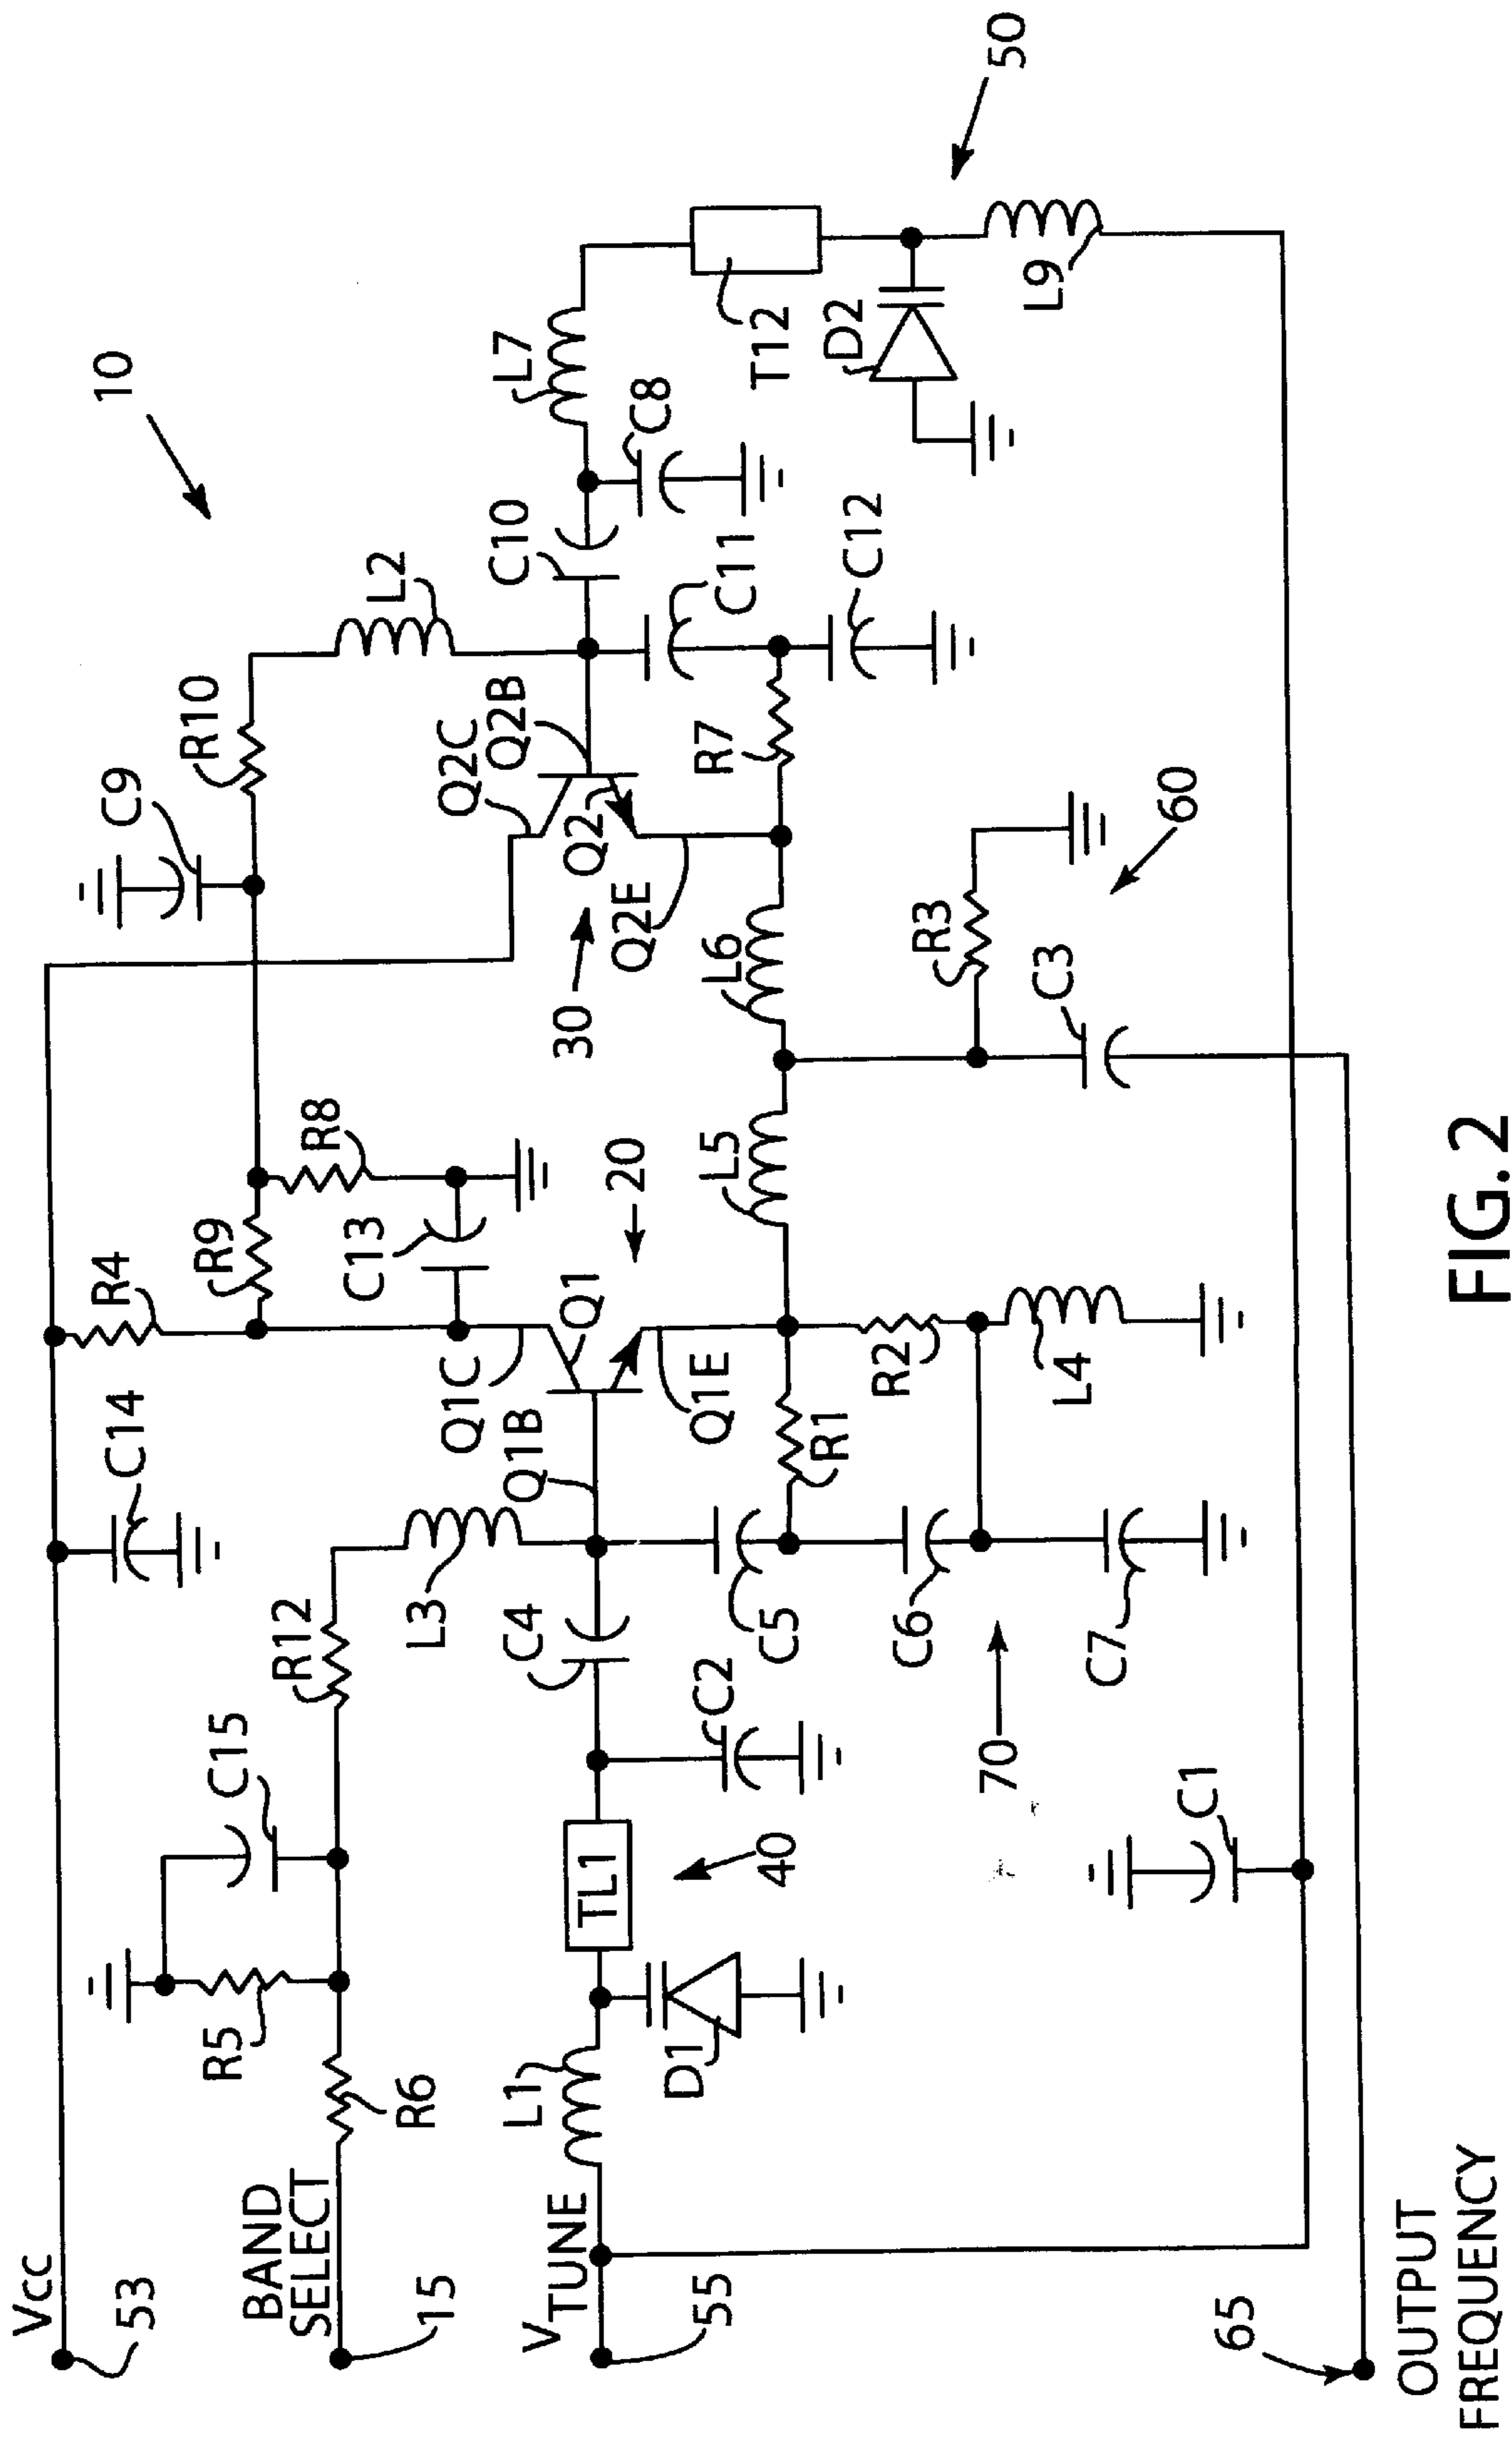 10
50
Vcc
53
C14
R4
C9
R10
L2
BAND
SELECT
15
R6
R5
C15
R12
L3
R9
R8
C13
Q1C
Q1
Q1B
Q1E
20
30
Q2C
Q2B
Q2
Q2E
C10
L7
C8
V
TUNE
55
L1
D1
TL1
40
C2
C4
C5
R1
C6
C7
70
R2
L4
L5
L6
R7
C11
C12
T12
D2
L9
R3
C3
60
C1
65
OUTPUT
FREQUENCY
FIG.2